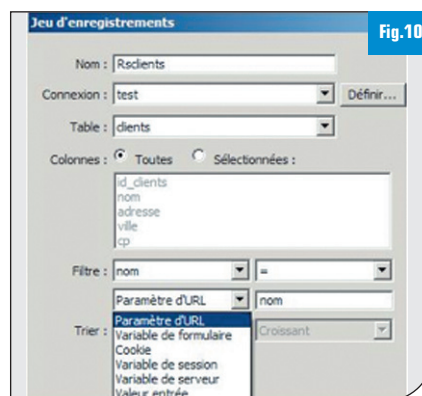 Jeu d'enregistrements
Fig.10
Nom : Rsclients
Connexion : test Définir...
Table : clients
Colonnes : Toutes Sélectionnées :
id_clients
nom
adresse
ville
cp
Filtre : nom =
Paramètre d'URL nom
Paramètre d'URL
Trier : Croissant
Variable de formulaire
Cookie
Variable de session
Variable de serveur
Valeur entrée